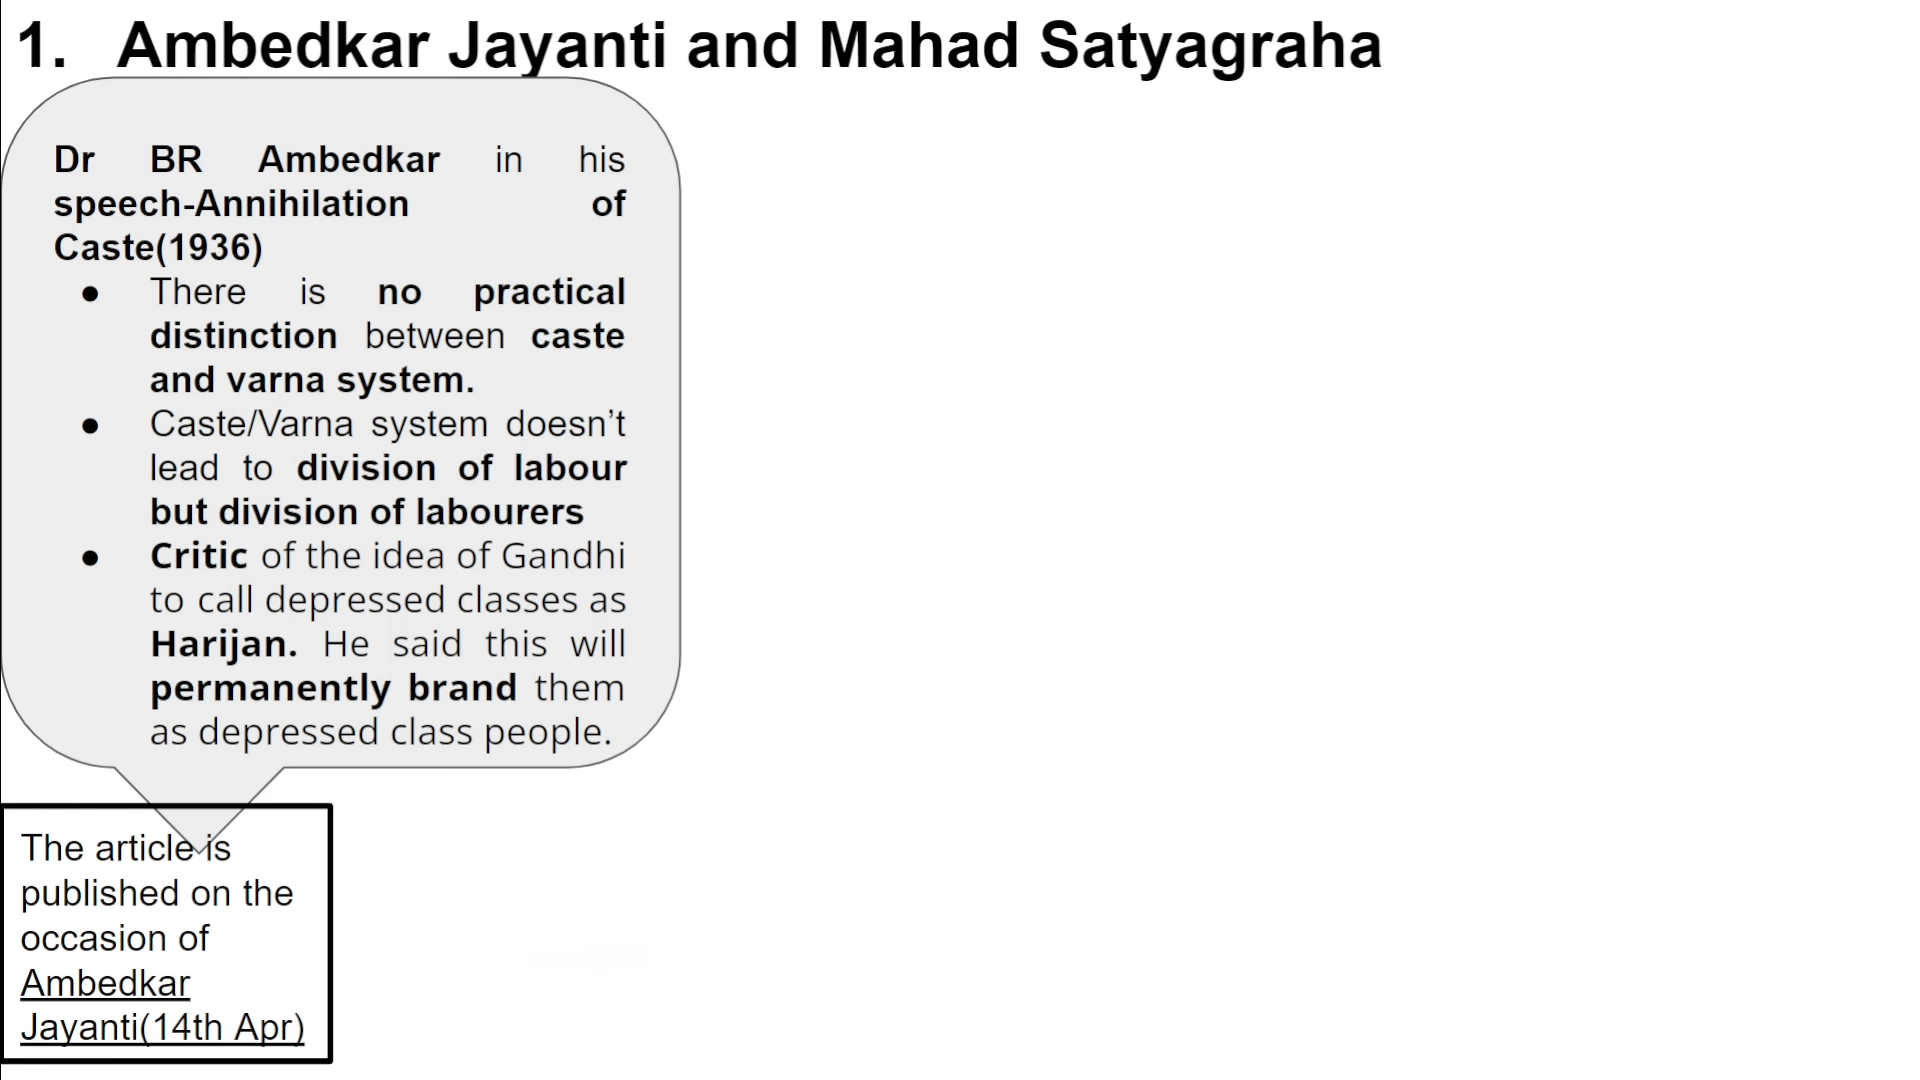 1. Ambedkar Jayanti and Mahad Satyagraha
Dr BR Ambedkar in his
speech-Annihilation of
Caste(1936)
● There is no practical
distinction between caste
and varna system.
● Caste/Varna system doesn’t
lead to division of labour
but division of labourers
● Critic of the idea of Gandhi
to call depressed classes as
Harijan. He said this will
permanently brand them
as depressed class people.
The article is
published on the
occasion of
Ambedkar
Jayanti(14th Apr)